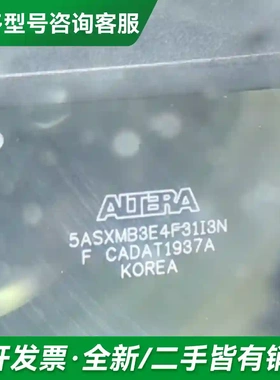 型号咨询客服
ALTERA
5ASXMB3E4F31I3N
F CADAT1937A
KOREA
开发票·全新/二手皆有